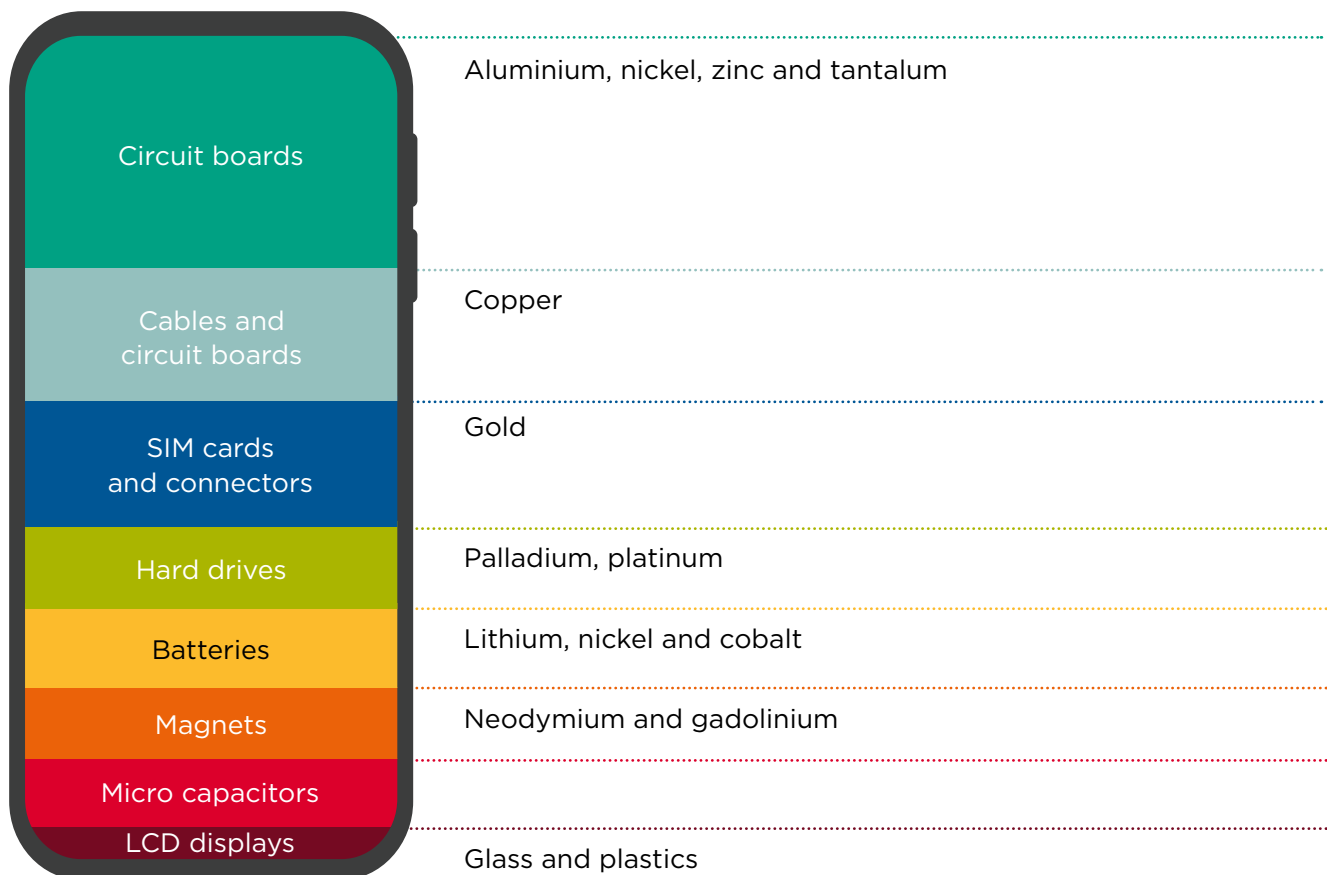 Circuit boards
Aluminium, nickel, zinc and tantalum
Cables and
circuit boards
Copper
SIM cards
and connectors
Gold
Hard drives
Palladium, platinum
Batteries
Lithium, nickel and cobalt
Magnets
Neodymium and gadolinium
Micro capacitors
LCD displays
Glass and plastics